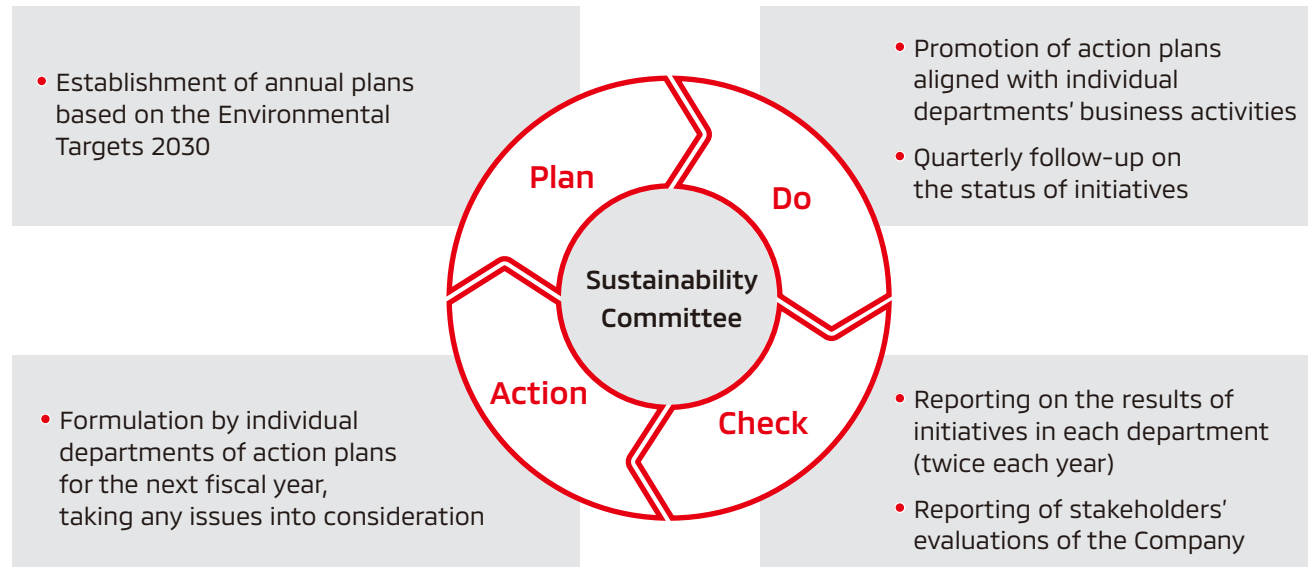 • Establishment of annual plans
based on the Environmental
Targets 2030
Plan
• Promotion of action plans
aligned with individual
departments' business activities
• Quarterly follow-up on
the status of initiatives
Do
Sustainability
Committee
Action
• Formulation by individual
departments of action plans
for the next fiscal year,
taking any issues into consideration
Check
• Reporting on the results of
initiatives in each department
(twice each year)
• Reporting of stakeholders'
evaluations of the Company